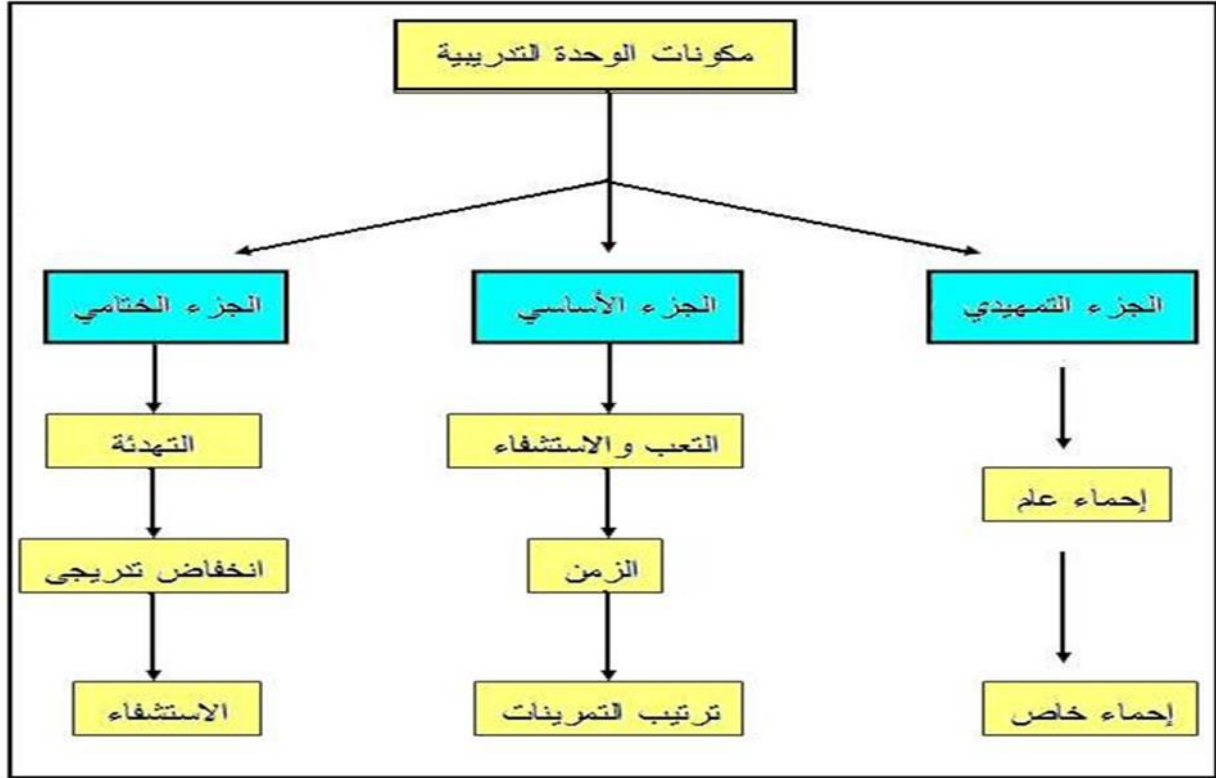 مكونات الوحدة التدريبية
الجزء التمهيدي
الجزء الأساسي
الجزء الختامي
إحماء عام
إحماء خاص
التعب والاستشفاء
الزمن
ترتيب التمرينات
التهدئة
انخفاض تدريجى
الاستشفاء